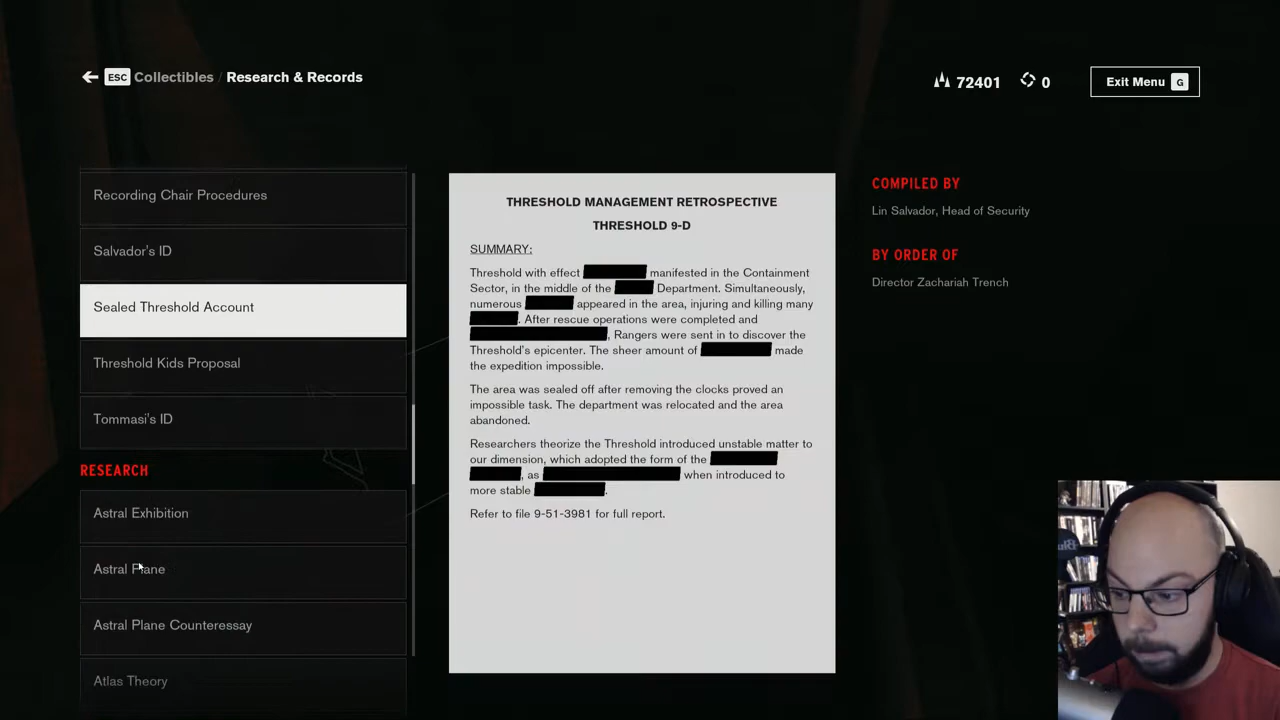 ESC Collectibles / Research & Records
72401
0
Exit Menu G
Recording Chair Procedures
Salvador's ID
Sealed Threshold Account
Threshold Kids Proposal
Tommasi's ID
RESEARCH
Astral Exhibition
Astral Plane
Astral Plane Counteressay
Atlas Theory
THRESHOLD MANAGEMENT RETROSPECTIVE
THRESHOLD 9-D
SUMMARY:
Threshold with effect manifested in the Containment
Sector, in the middle of the Department. Simultaneously,
numerous appeared in the area, injuring and killing many
. After rescue operations were completed and
, Rangers were sent in to discover the
Threshold's epicenter. The sheer amount of made
the expedition impossible.
The area was sealed off after removing the clocks proved an
impossible task. The department was relocated and the area
abandoned.
Researchers theorize the Threshold introduced unstable matter to
our dimension, which adopted the form of the
, as when introduced to
more stable .
Refer to file 9-51-3981 for full report.
COMPILED BY
Lin Salvador, Head of Security
BY ORDER OF
Director Zachariah Trench